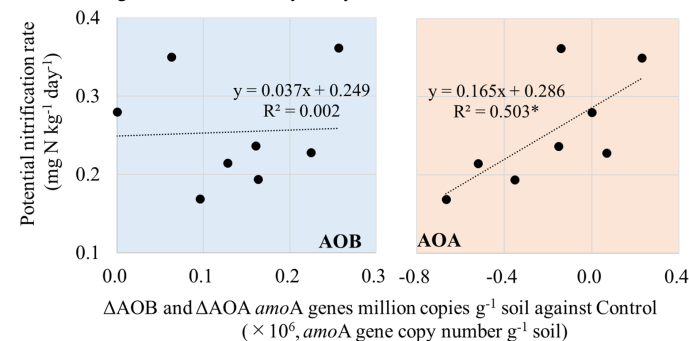 Potential nitrification rate
(mg N kg⁻¹ day⁻¹)
0.4
0.3
0.2
0.1
y = 0.037x + 0.249
R² = 0.002
AOB
0.0 0.1 0.2 0.3
y = 0.165x + 0.286
R² = 0.503*
AOA
-0.8 -0.4 0.0 0.4
ΔAOB and ΔAOA amoA genes million copies g⁻¹ soil against Control
(×10⁶, amoA gene copy number g⁻¹ soil)